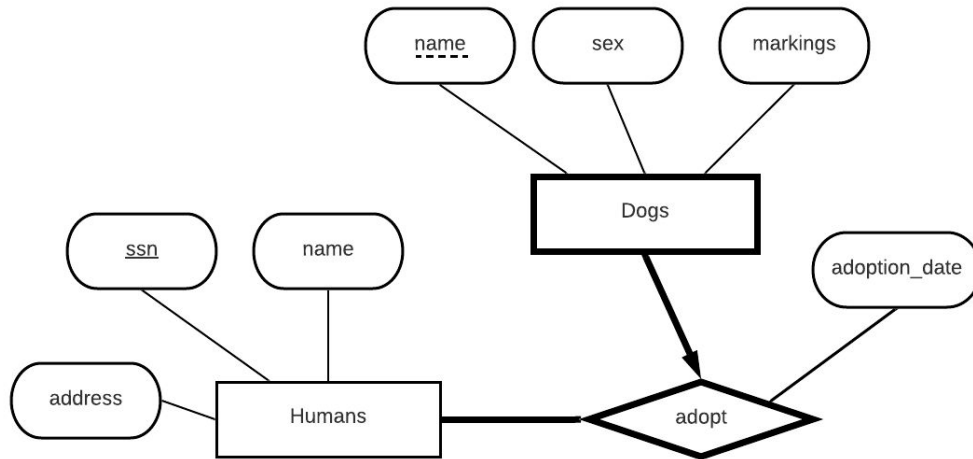 name
sex
markings
Dogs
ssn
name
adoption_date
address
Humans
adopt